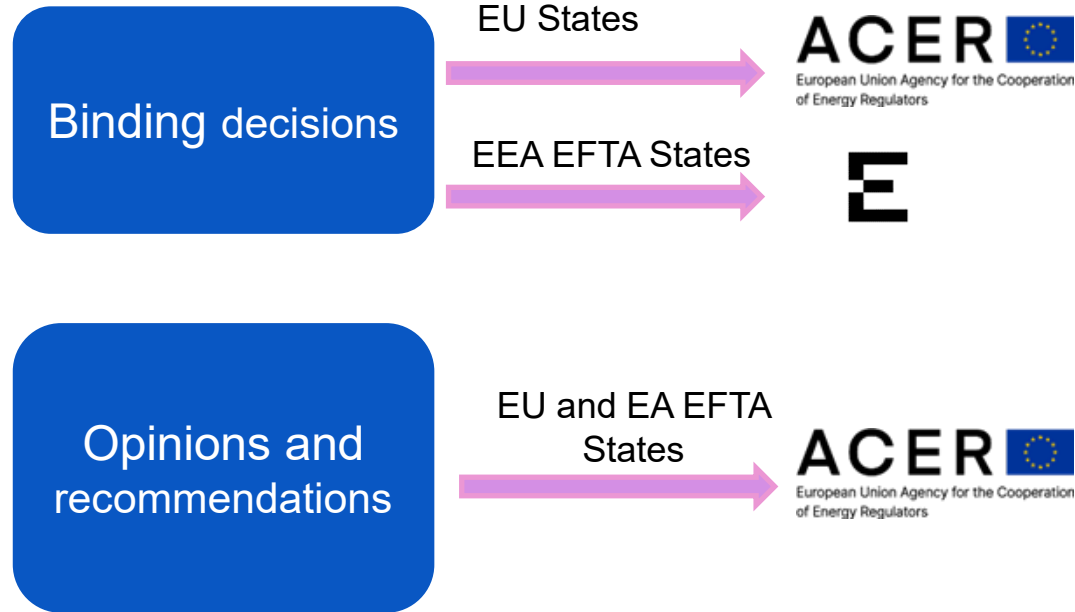 EU States
ACER
European Union Agency for the Cooperation
of Energy Regulators
Binding decisions
EEA EFTA States
E
EU and EA EFTA
States
Opinions and
recommendations
ACER
European Union Agency for the Cooperation
of Energy Regulators